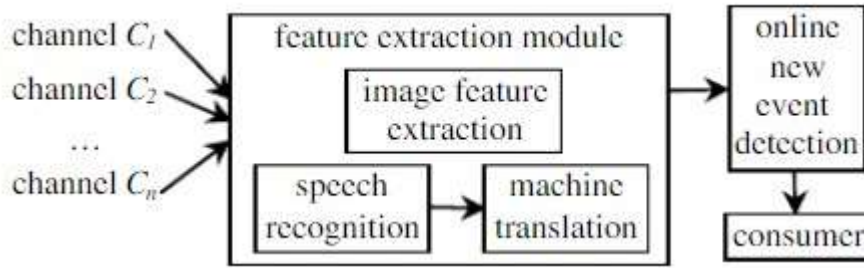 channel C1
channel C2
...
channel Cn
feature extraction module
image feature
extraction
speech
recognition
machine
translation
online
new
event
detection
consumer